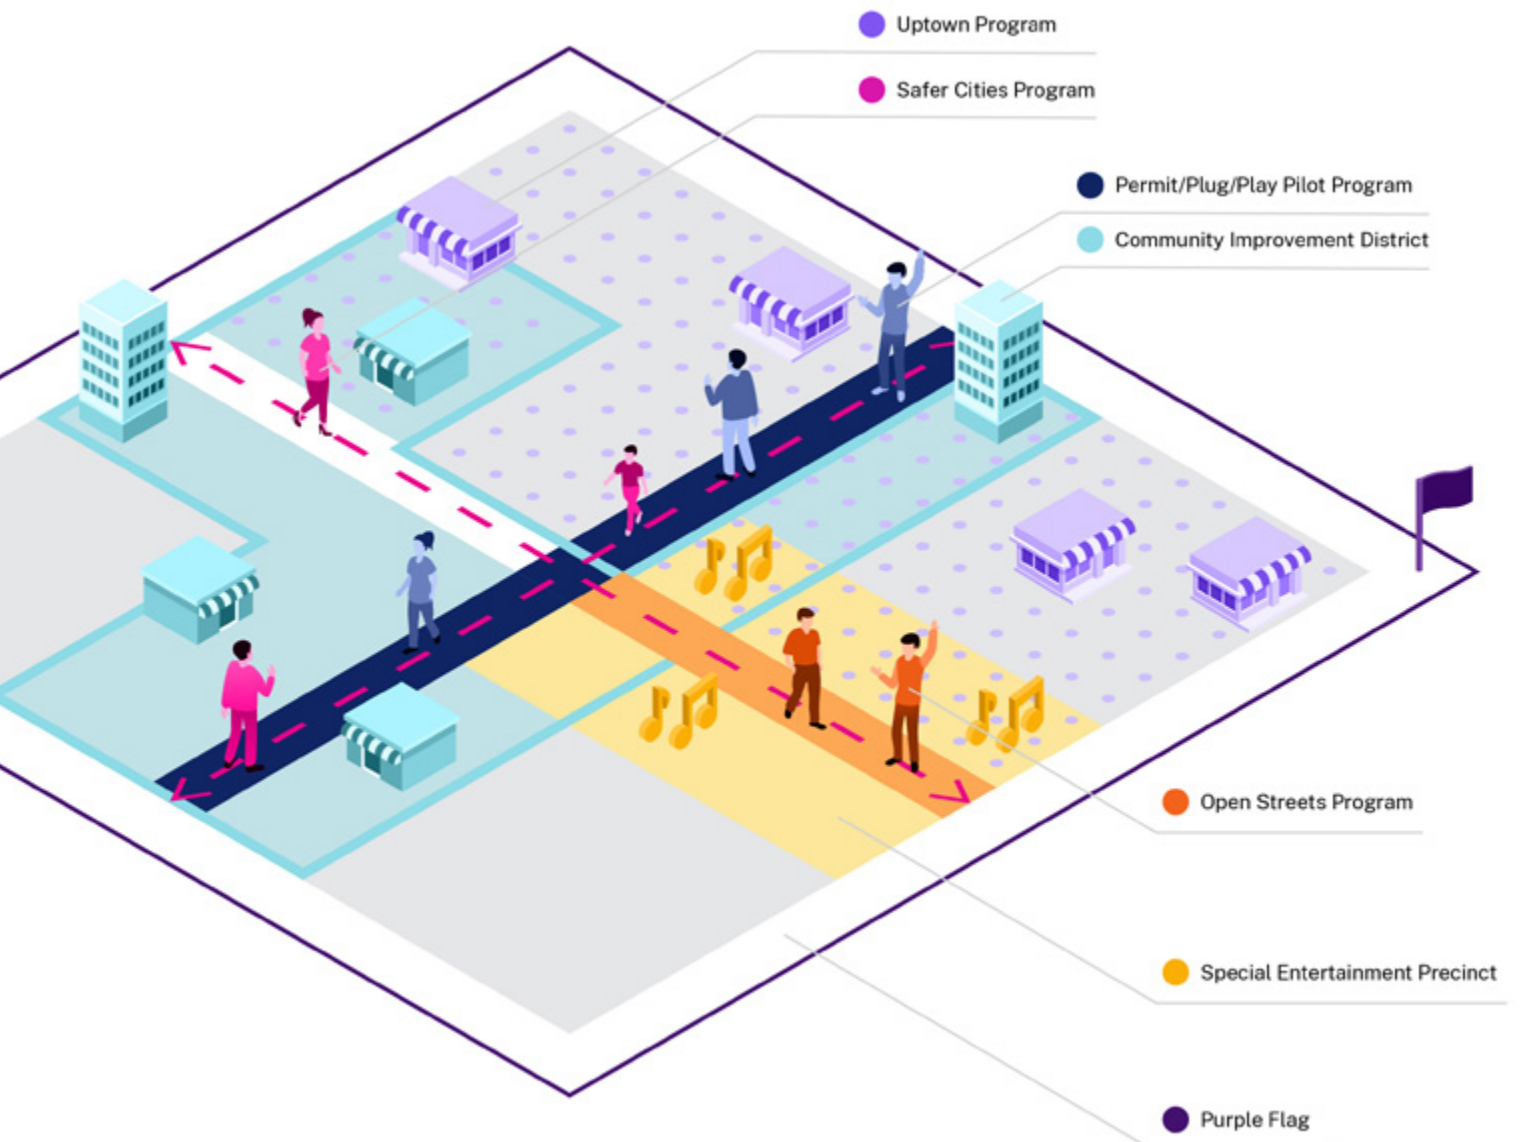 Uptown Program
Safer Cities Program
Permit/Plug/Play Pilot Program
Community Improvement District
Open Streets Program
Special Entertainment Precinct
Purple Flag